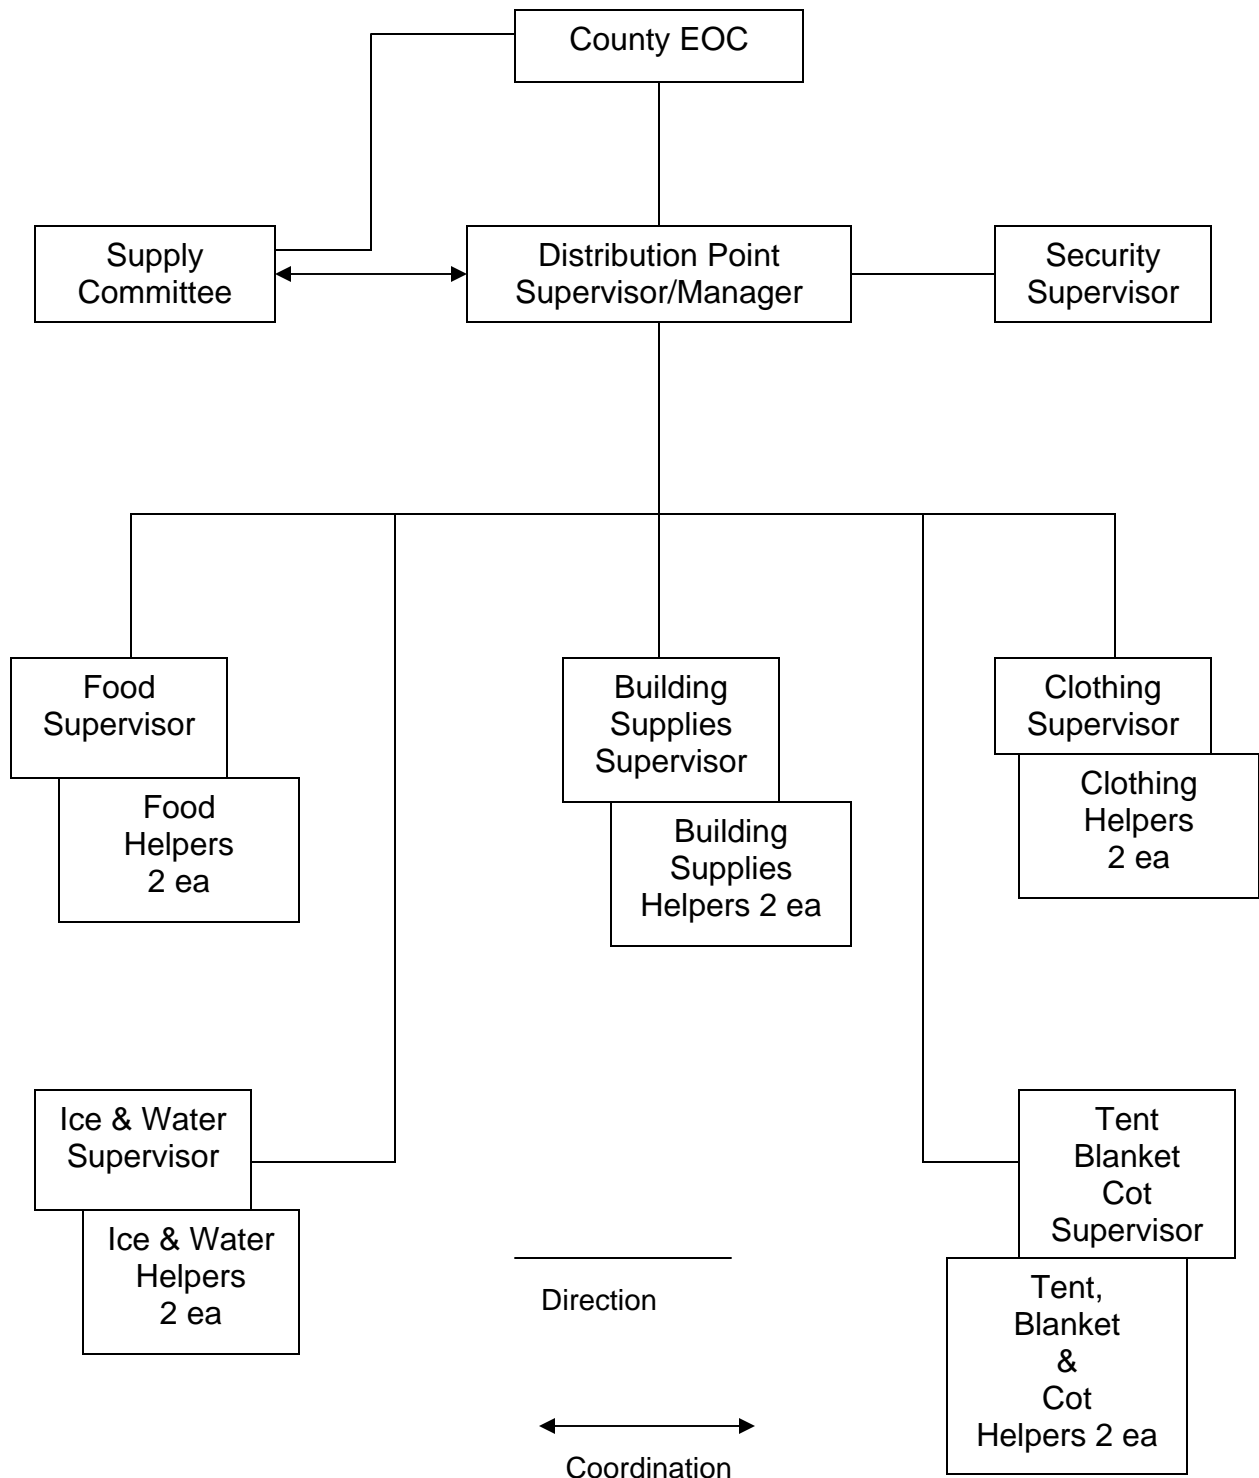 County EOC
Supply
Committee
Distribution Point
Supervisor/Manager
Security
Supervisor
Food
Supervisor
Food
Helpers
2 ea
Building
Supplies
Supervisor
Building
Supplies
Helpers 2 ea
Clothing
Supervisor
Clothing
Helpers
2 ea
Ice & Water
Supervisor
Ice & Water
Helpers
2 ea
Tent
Blanket
Cot
Supervisor
Tent,
Blanket
&
Cot
Helpers 2 ea
Direction
Coordination